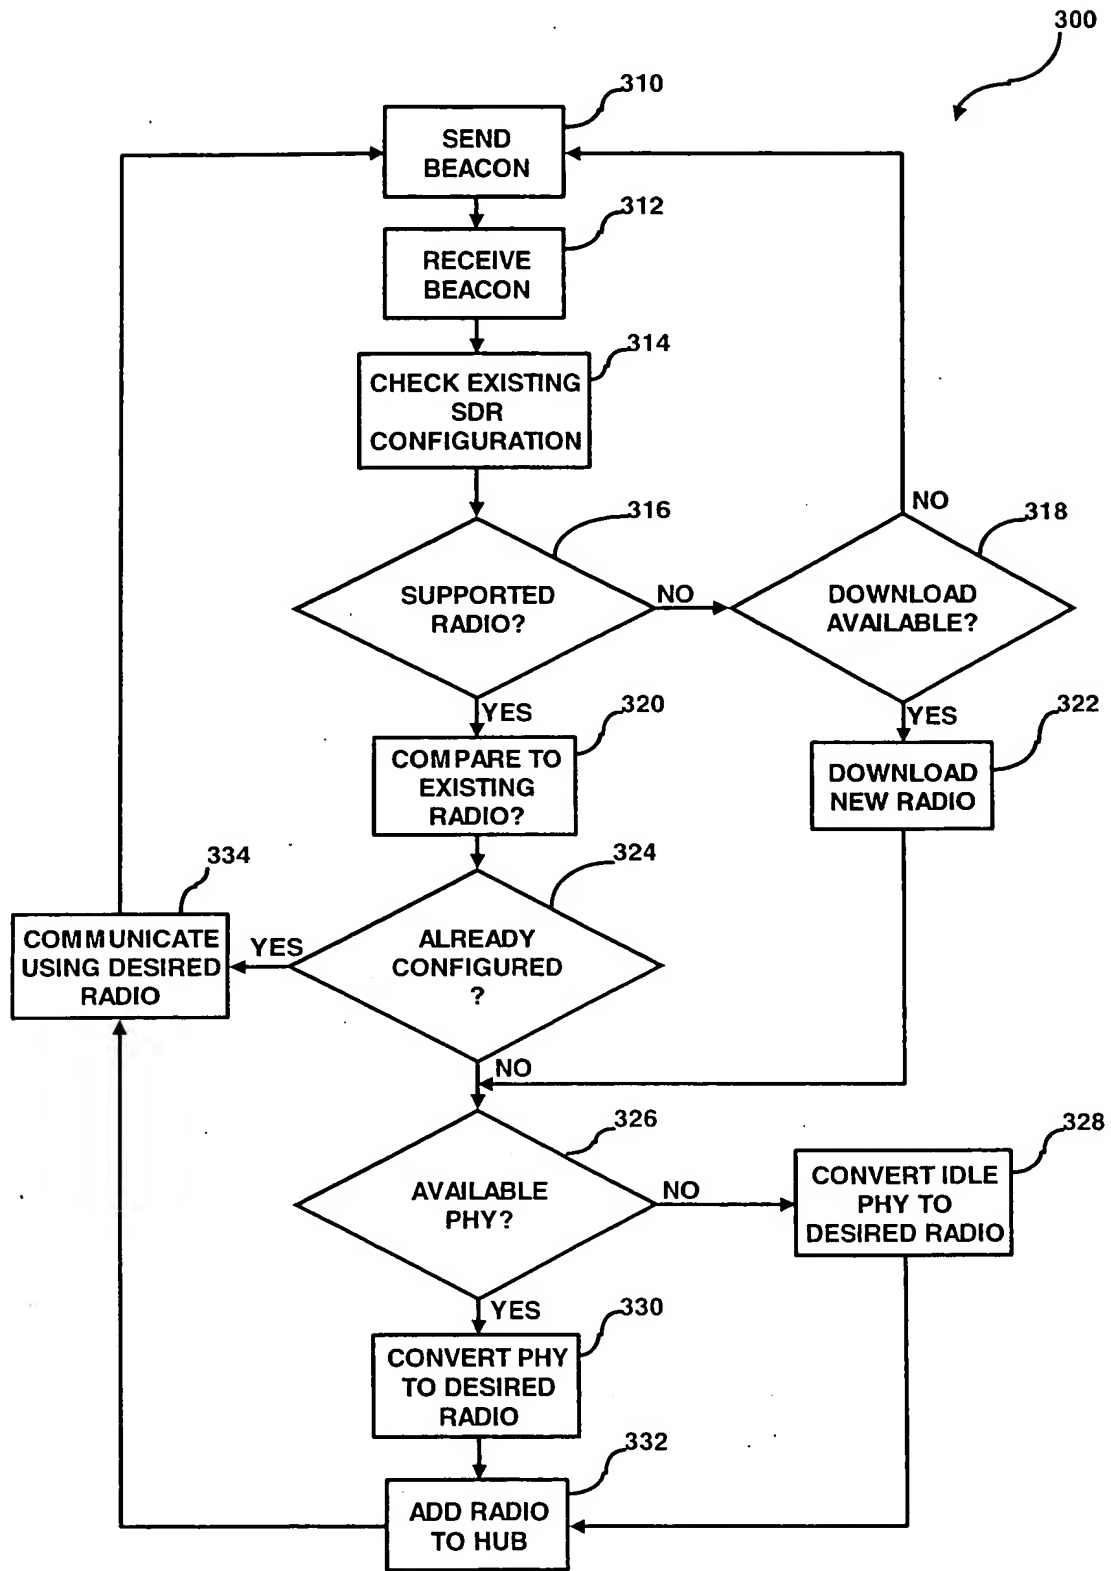 300
310
SEND
BEACON
312
RECEIVE
BEACON
314
CHECK EXISTING
SDR
CONFIGURATION
316
SUPPORTED
RADIO?
NO
YES
318
DOWNLOAD
AVAILABLE?
NO
YES
320
COMPARE TO
EXISTING
RADIO?
322
DOWNLOAD
NEW RADIO
324
ALREADY
CONFIGURED
?
YES
NO
334
COMMUNICATE
USING DESIRED
RADIO
326
AVAILABLE
PHY?
NO
YES
328
CONVERT IDLE
PHY TO
DESIRED RADIO
330
CONVERT PHY
TO DESIRED
RADIO
332
ADD RADIO
TO HUB